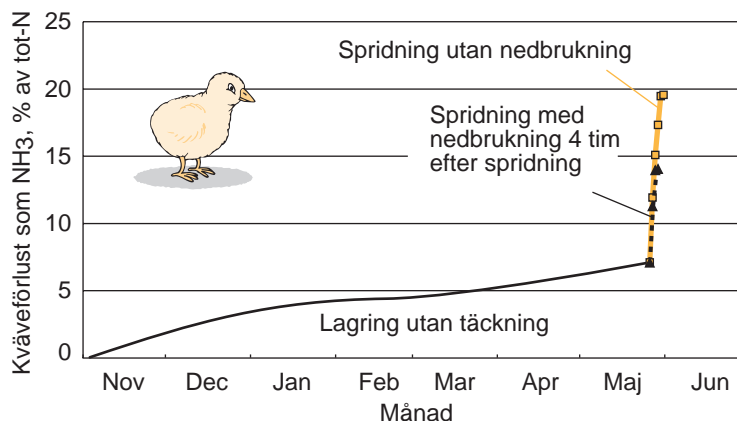 Kväveförlust som NH3, % av tot-N
25
20
15
10
5
0
Spridning utan nedbrukning
Spridning med
nedbrukning 4 tim
efter spridning
Lagring utan täckning
Nov Dec Jan Feb Mar Apr Maj Jun
Månad